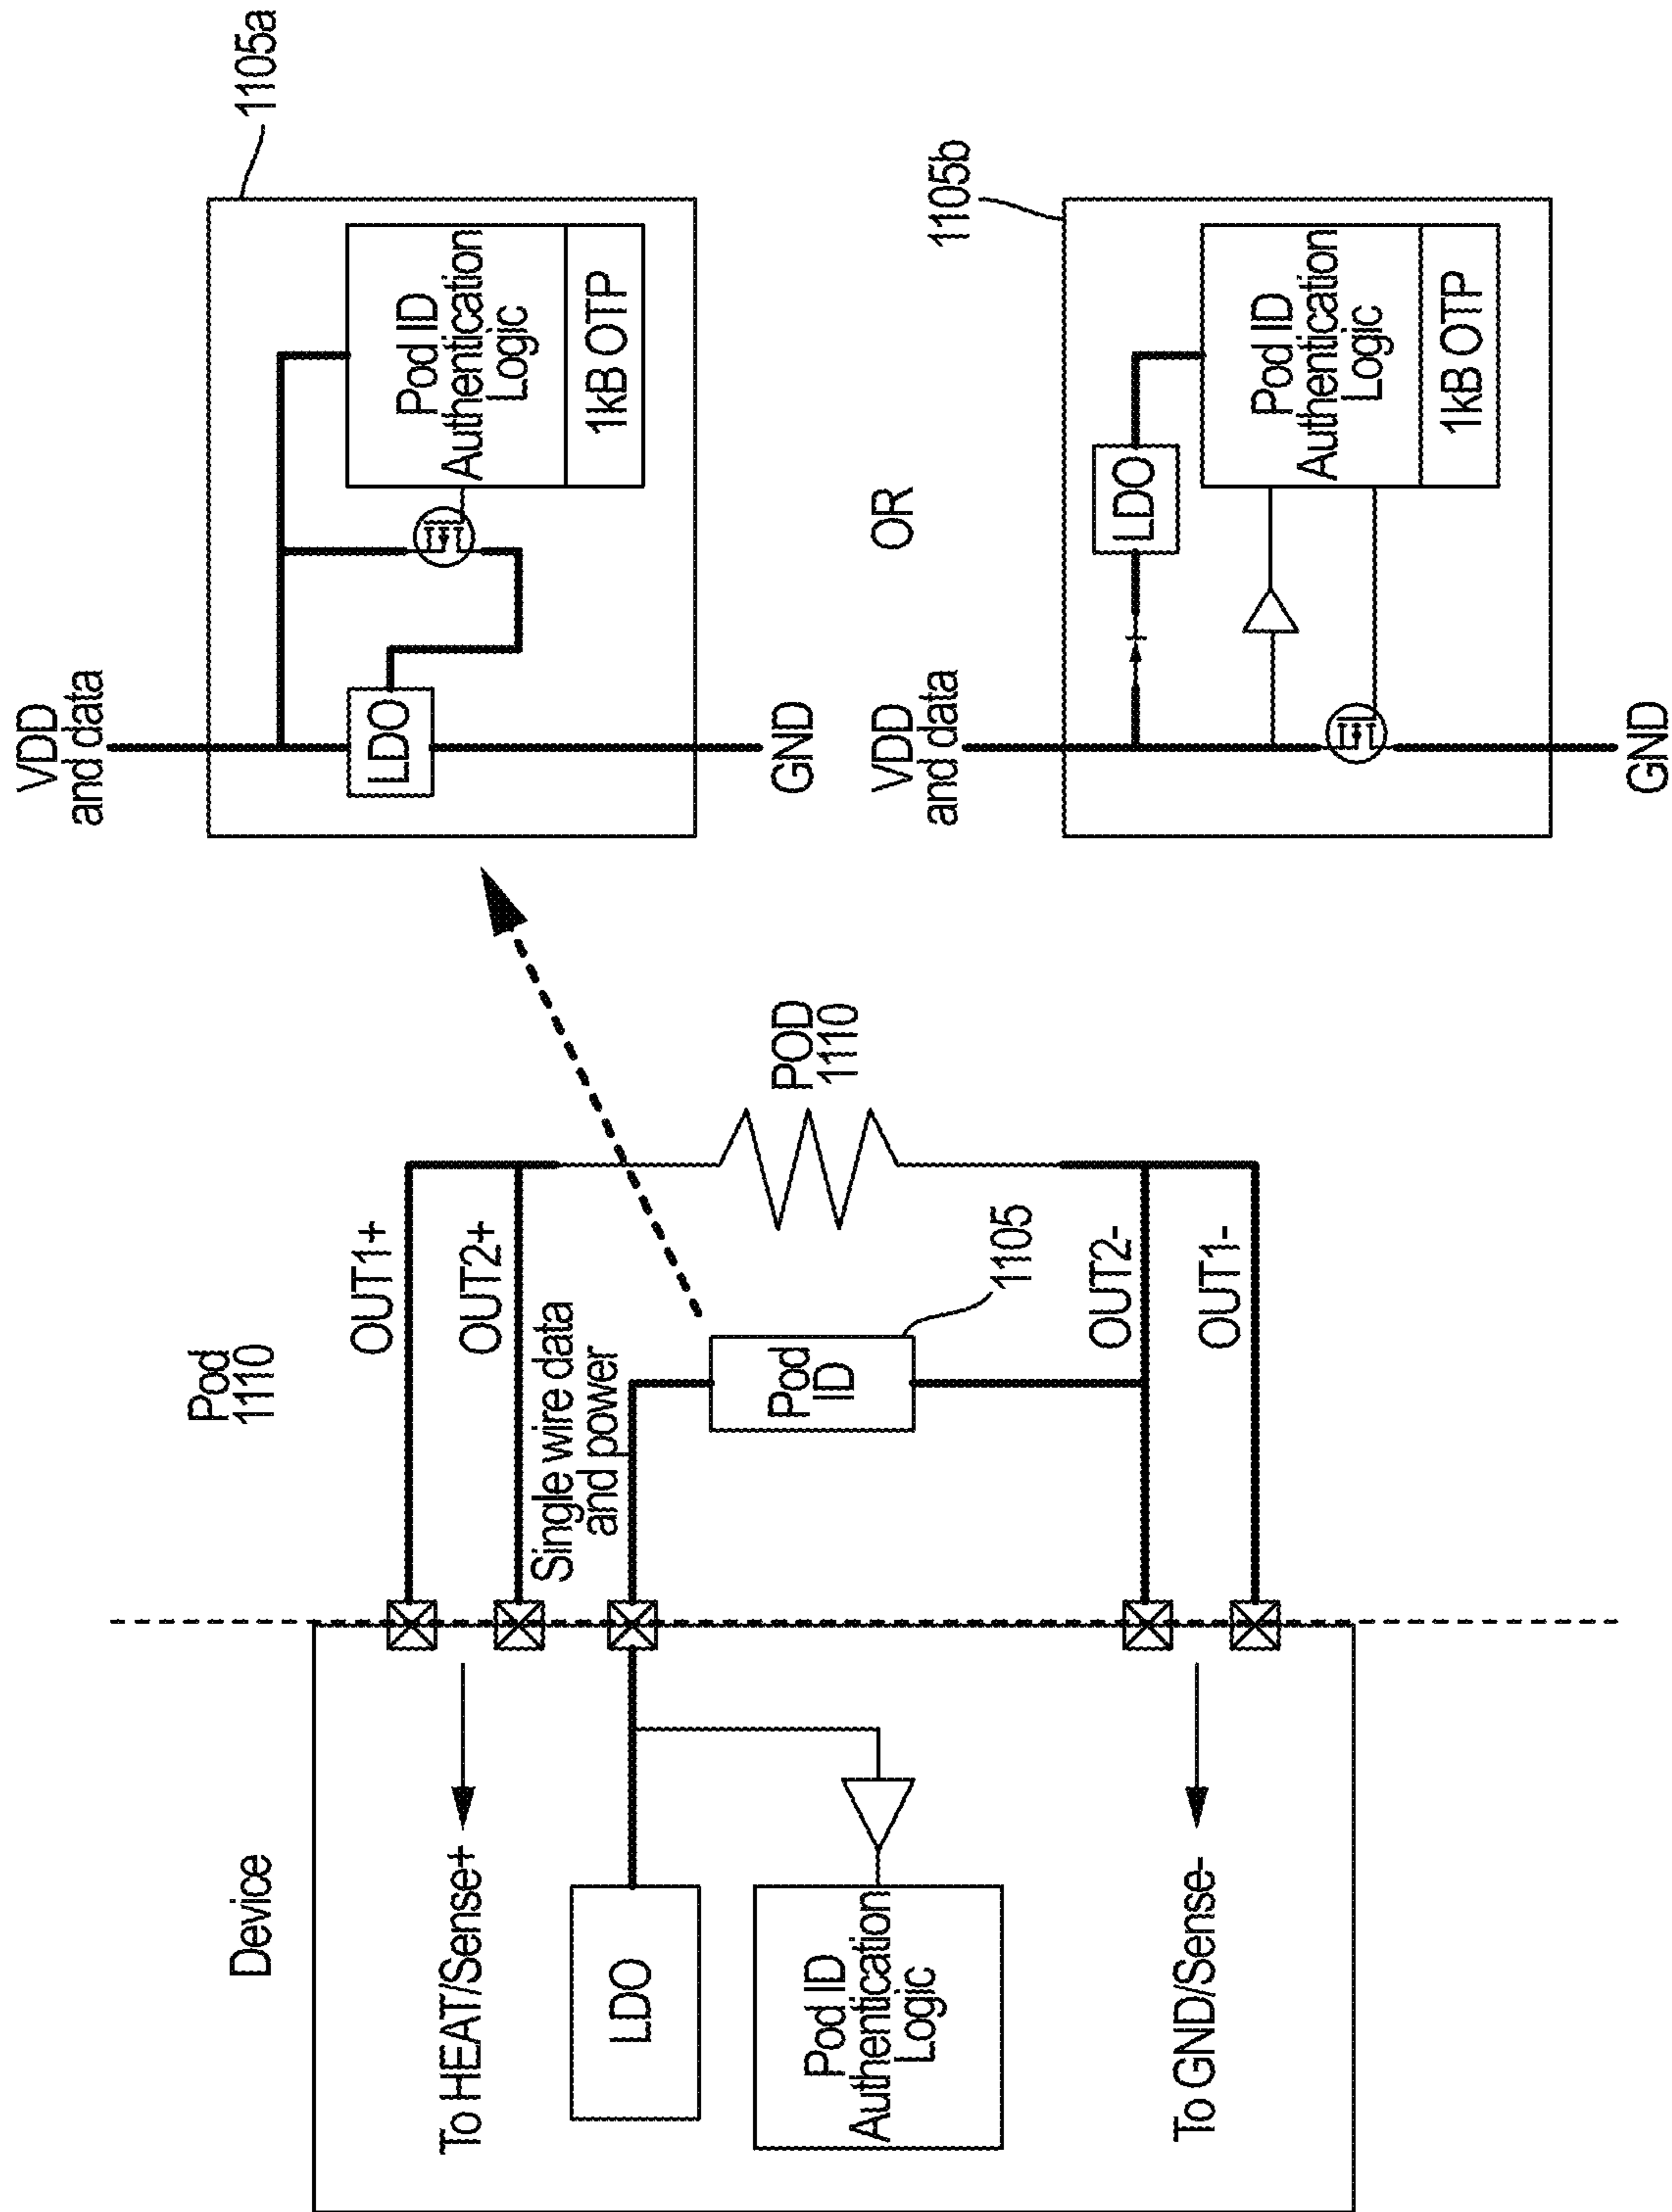 Device
To HEAT/Sense+
LDO
Pod ID
Authentication
Logic
To GND/Sense-
Pod
1110
OUT1+
OUT2+
Single wire data
and power
Pod
ID
1105
OUT2-
OUT1-
POD
1110
VDD
and data
LDO
GND
Pod ID
Authentication
Logic
1kB OTP
1105a
OR
VDD
and data
LDO
GND
Pod ID
Authentication
Logic
1kB OTP
1105b